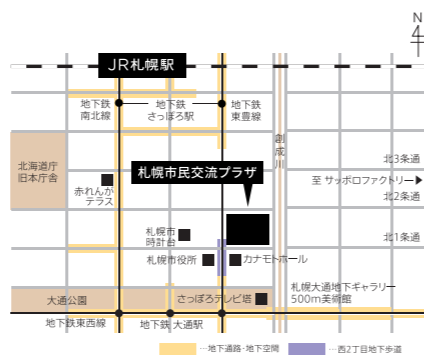 N
JR札幌駅
地下鉄
南北線
地下鉄
さっぽろ駅
地下鉄
東豊線
創成川
北海道庁
旧本庁舎
赤れんが
テラス
札幌市民交流プラザ
北3条通
至 サッポロファクトリー
北2条通
札幌市
時計台
北1条通
札幌市役所
カナモトホール
大通公園
さっぽろテレビ塔
札幌大通地下ギャラリー
500m美術館
地下鉄東西線
地下鉄 大通駅
…地下通路・地下空間
…西2丁目地下歩道